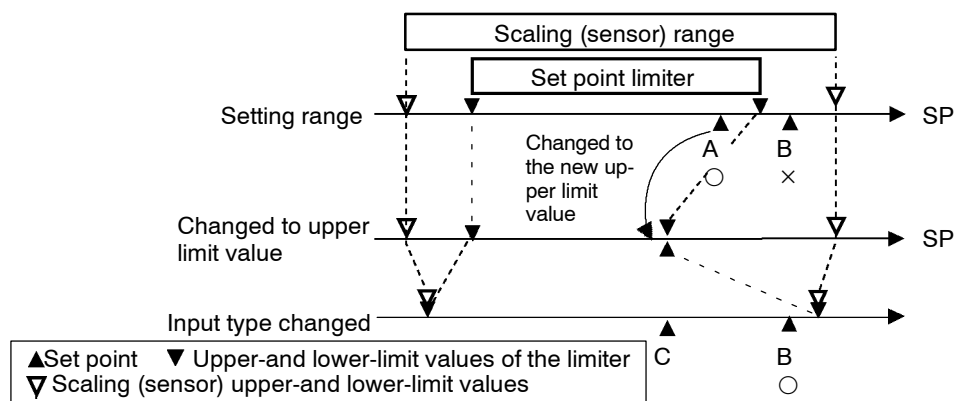 Scaling (sensor) range
Set point limiter
Setting range
SP
A
B
Changed to
the new up-
per limit
value
○
×
Changed to upper
limit value
SP
Input type changed
C
B
○
▲Set point ▼ Upper-and lower-limit values of the limiter
▽ Scaling (sensor) upper-and lower-limit values